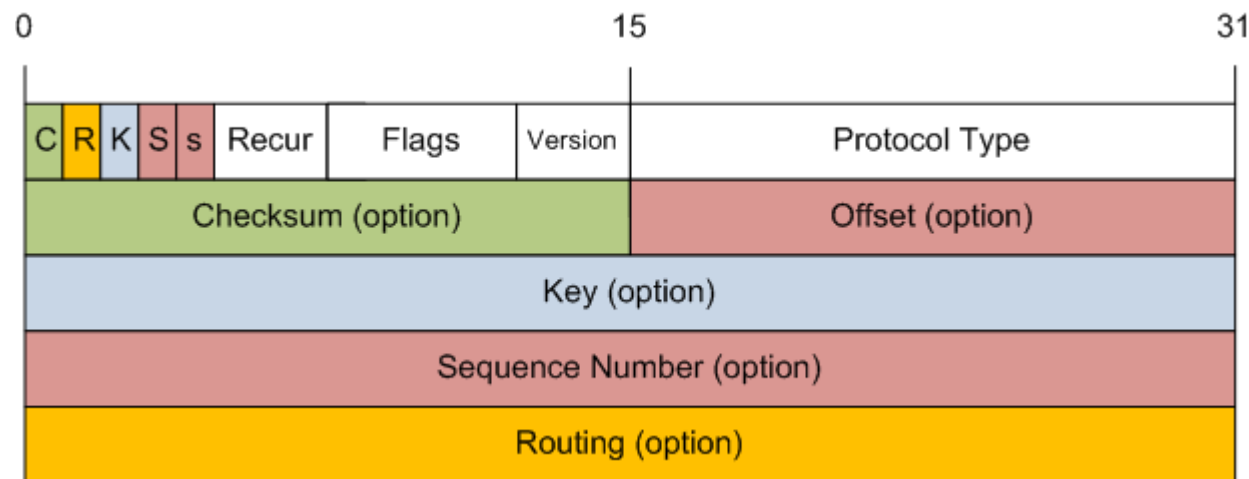 0 15 31
C R K S s Recur Flags Version Protocol Type
Checksum (option) Offset (option)
Key (option)
Sequence Number (option)
Routing (option)